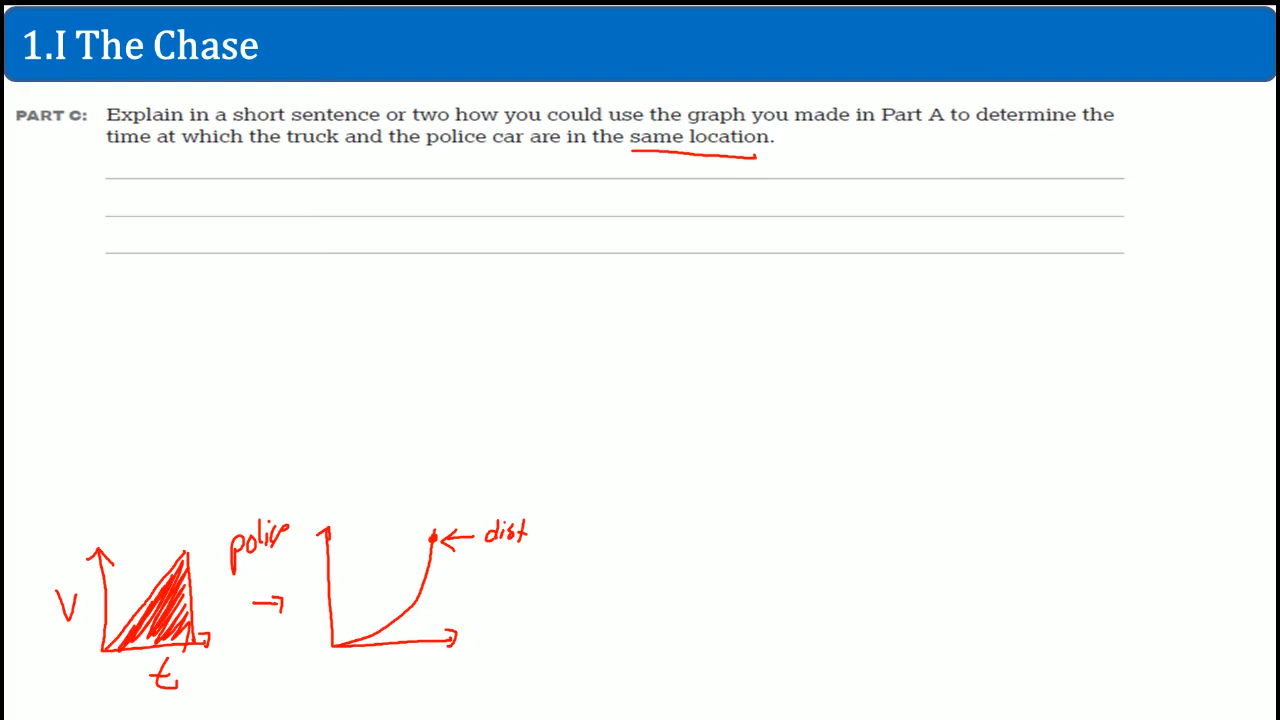 1.I The Chase
PART C: Explain in a short sentence or two how you could use the graph you made in Part A to determine the
time at which the truck and the police car are in the same location.
police
dist
V
t